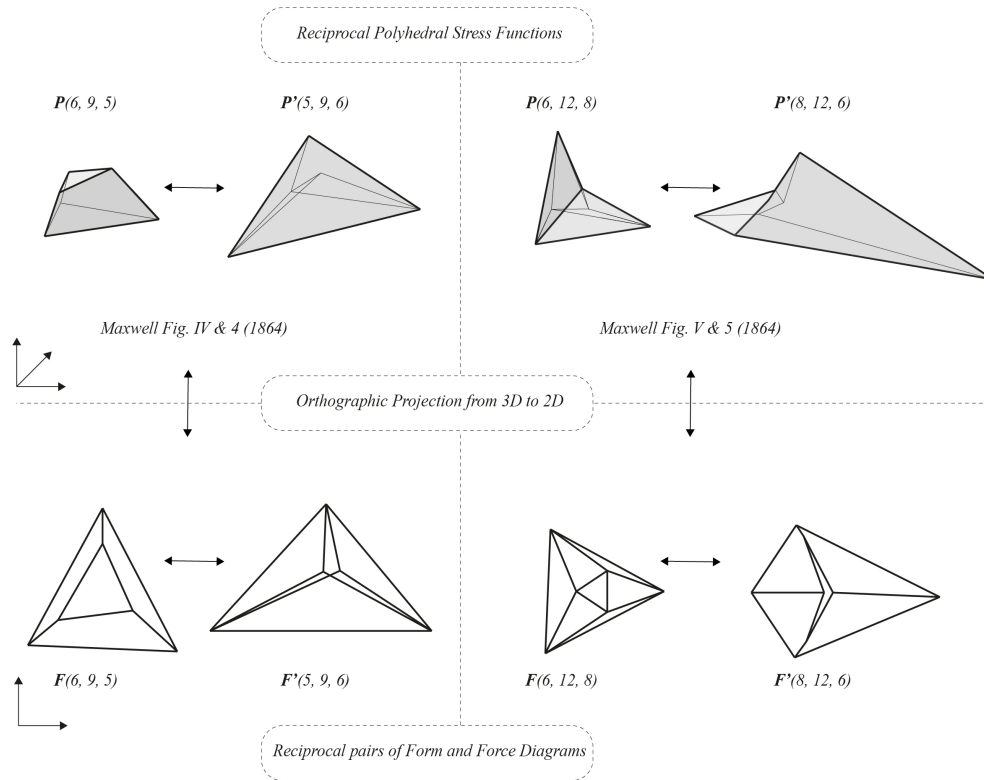 Reciprocal Polyhedral Stress Functions
P(6, 9, 5)
P’(5, 9, 6)
P(6, 12, 8)
P’(8, 12, 6)
Maxwell Fig. IV & 4 (1864)
Maxwell Fig. V & 5 (1864)
Orthographic Projection from 3D to 2D
F(6, 9, 5)
F’(5, 9, 6)
F(6, 12, 8)
F’(8, 12, 6)
Reciprocal pairs of Form and Force Diagrams